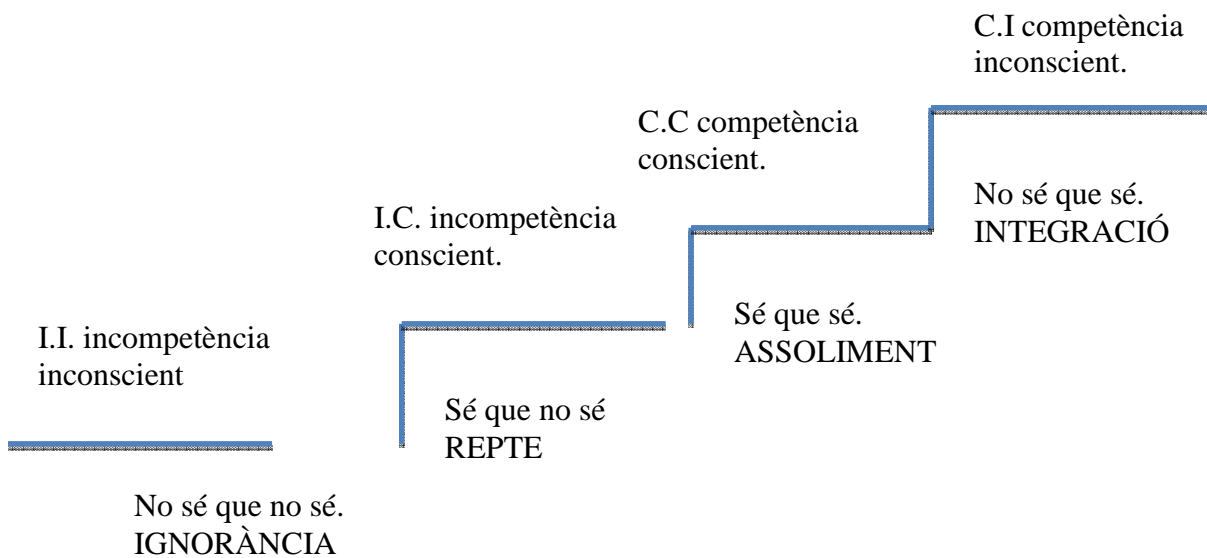 I.I. incompetència
inconscient
No sé que no sé.
IGNORÀNCIA
I.C. incompetència
conscient.
Sé que no sé
REPTE
C.C competència
conscient.
Sé que sé.
ASSOLIMENT
C.I competència
inconscient.
No sé que sé.
INTEGRACIÓ